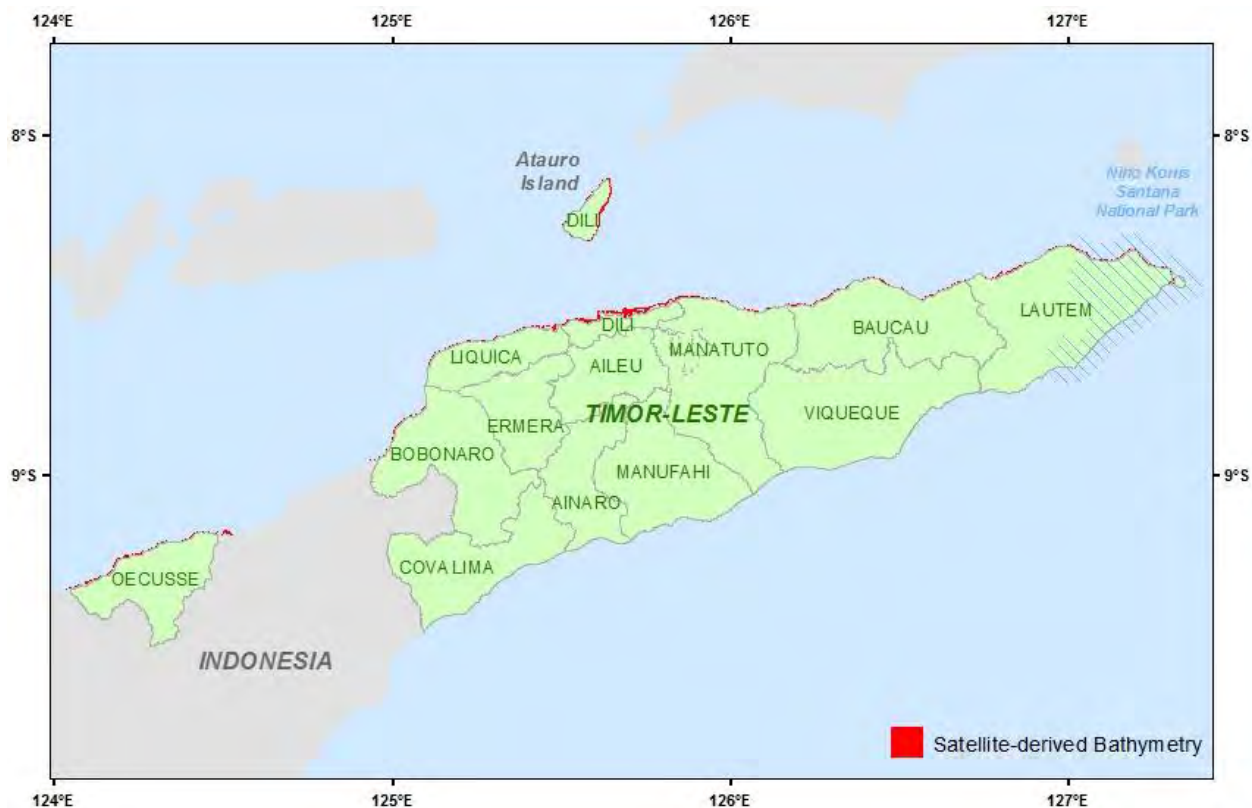 124°E 125°E 126°E 127°E
8°S 8°S
Atauro
Island
Nino Konis
Santana
National Park
DILI
LAUTEM
BAUCAU
DILI
MANATUTO
LIQUICA
AILEU
TIMOR-LESTE
VIQUEQUE
ERMERA
BOBONARO
MANUFAHI
9°S 9°S
AINARO
COVA LIMA
OECUSSE
INDONESIA
Satellite-derived Bathymetry
124°E 125°E 126°E 127°E